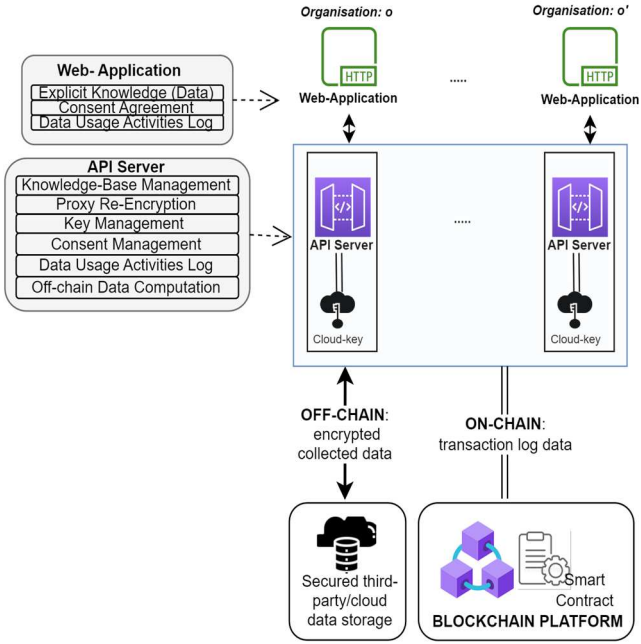 Organisation: o
Organisation: o'
HTTP
.....
HTTP
Web-Application
Web-Application
Web- Application
Explicit Knowledge (Data)
Consent Agreement
Data Usage Activities Log
API Server
Knowledge-Base Management
Proxy Re-Encryption
Key Management
Consent Management
Data Usage Activities Log
Off-chain Data Computation
</>
API Server
Cloud-key
.....
</>
API Server
Cloud-key
OFF-CHAIN:
encrypted
collected data
ON-CHAIN:
transaction log data
Secured third-
party/cloud
data storage
Smart
Contract
BLOCKCHAIN PLATFORM